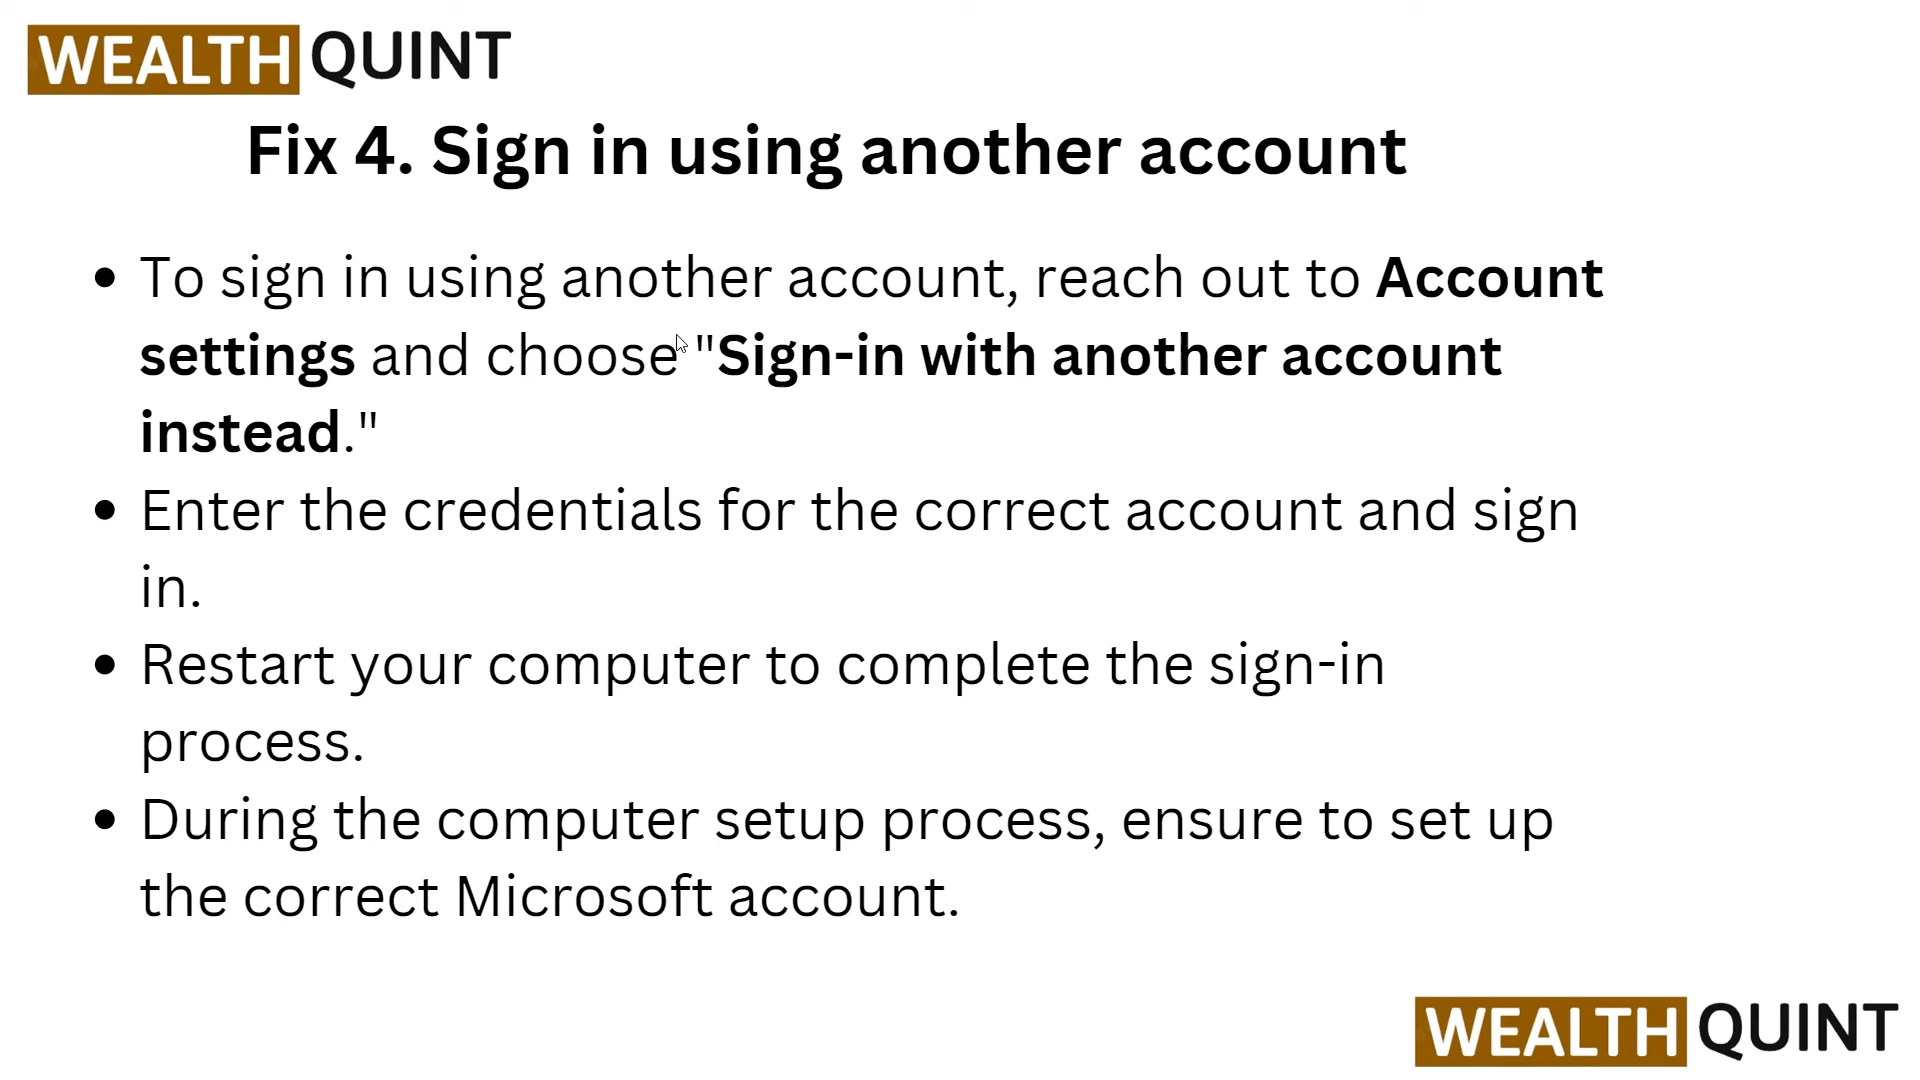 WEALTH QUINT
Fix 4. Sign in using another account
• To sign in using another account, reach out to Account
settings and choose "Sign-in with another account
instead."
• Enter the credentials for the correct account and sign
in.
• Restart your computer to complete the sign-in
process.
• During the computer setup process, ensure to set up
the correct Microsoft account.
WEALTH QUINT